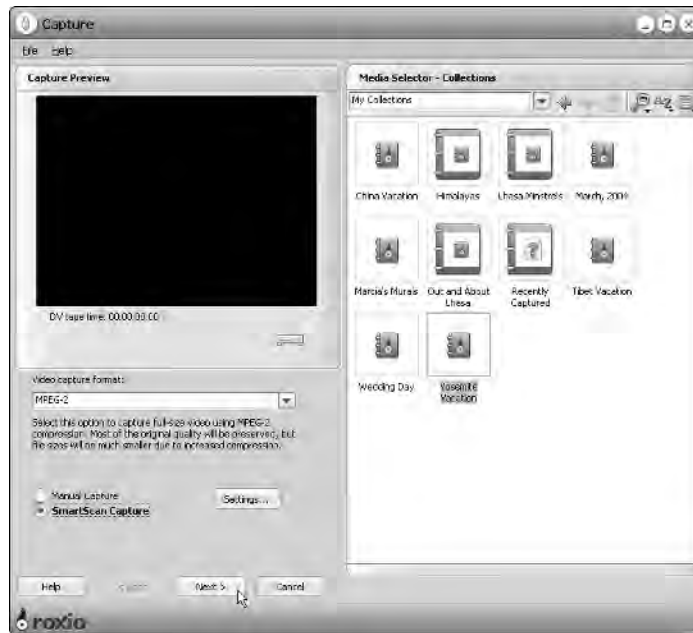 Capture
File Help
Capture Preview
DV tape time: 00:00:00:00
Video capture format:
MPEG-2
Select this option to capture full-size video using MPEG-2
compression. Most of the original quality will be preserved, but
file sizes will be much smaller due to increased compression.
Manual Capture
SmartScan Capture
Settings...
Help
Next >
Cancel
roxio
Media Selector - Collections
My Collections
China Vacation
Himalayas
Lhasa Minstrels
March, 2004
Marcia's Murals
Out and About
Lhasa
Recently
Captured
Tibet Vacation
Wedding Day
Yosemite
Vacation